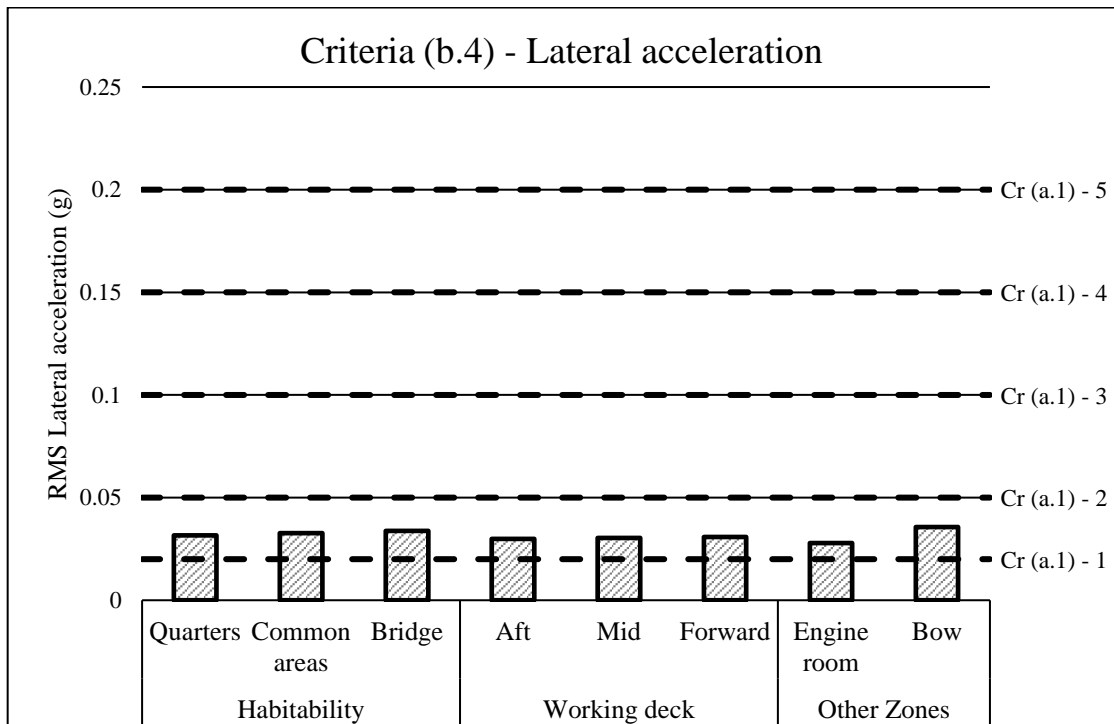 Criteria (b.4) - Lateral acceleration
RMS Lateral acceleration (g)
0.25
0.2
0.15
0.1
0.05
0
Cr (a.1) - 5
Cr (a.1) - 4
Cr (a.1) - 3
Cr (a.1) - 2
Cr (a.1) - 1
Quarters
Common
areas
Bridge
Aft
Mid
Forward
Engine
room
Bow
Habitability
Working deck
Other Zones